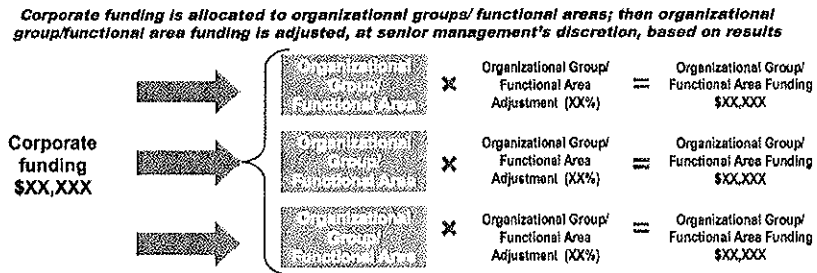 Corporate funding is allocated to organizational groups/ functional areas; then organizational
group/functional area funding is adjusted, at senior management's discretion, based on results
Organizational
Group/
Functional Area
×
Organizational Group/
Functional Area
Adjustment (XX%)
=
Organizational Group/
Functional Area Funding
$XX,XXX
Corporate
funding
$XX,XXX
Organizational
Group/
Functional Area
×
Organizational Group/
Functional Area
Adjustment (XX%)
=
Organizational Group/
Functional Area Funding
$XX,XXX
Organizational
Group/
Functional Area
×
Organizational Group/
Functional Area
Adjustment (XX%)
=
Organizational Group/
Functional Area Funding
$XX,XXX